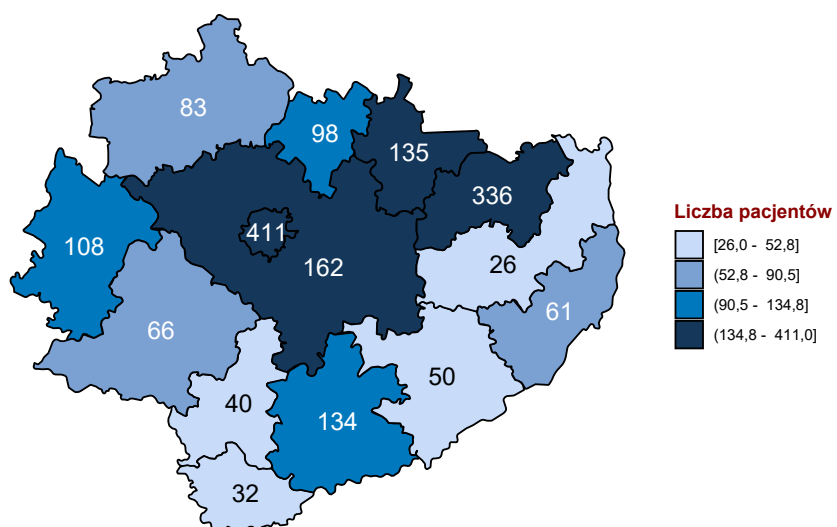 83
98
135
336
411
108
162
26
61
66
50
40
134
32
Liczba pacjentów
[26,0 - 52,8]
(52,8 - 90,5]
(90,5 - 134,8]
(134,8 - 411,0]